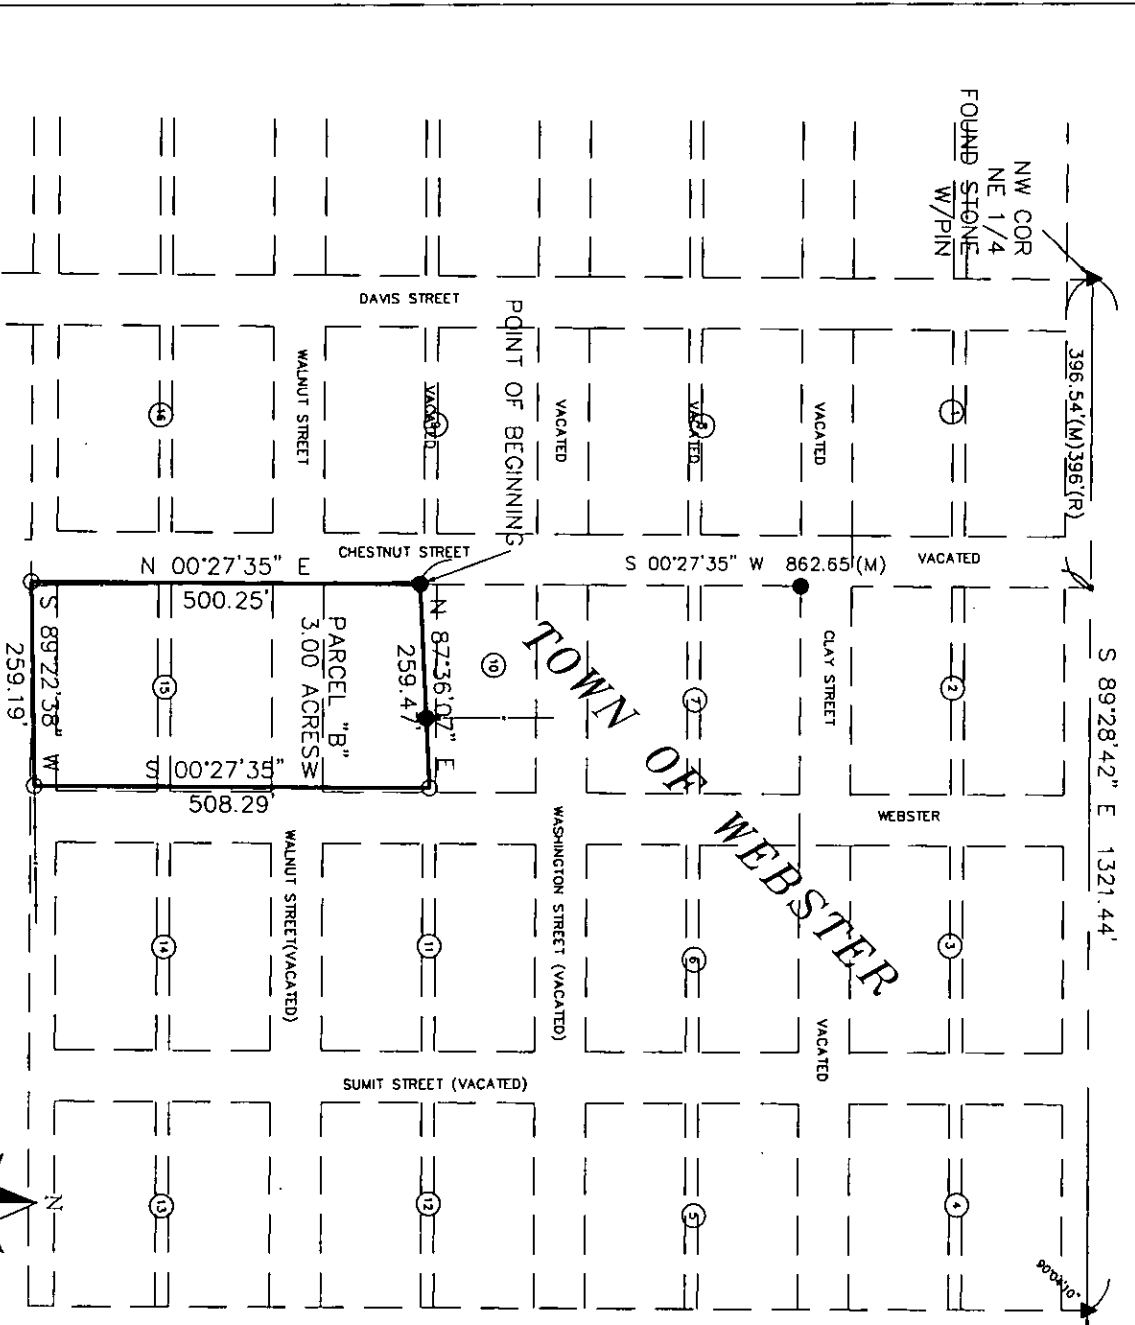 NW COR
NE 1/4
FOUND STONE
W/PIN
396.54'(M)396'(R)
S 89°28'42" E 1321.44'
DAVIS STREET
POINT OF BEGINNING
WALNUT STREET
VACATED
VACATED
VACATED
VACATED
16
8
1
CHESTNUT STREET
S 00°27'35" W 862.65'(M)
VACATED
N 00°27'35" E
500.25'
N 87°36'07" E
259.47'
S 89°22'38" W
259.19'
PARCEL "B"
3.00 ACRES
S 00°27'35" W
508.29'
15
10
7
2
CLAY STREET
TOWN OF WEBSTER
WEBSTER
WALNUT STREET(VACATED)
WASHINGTON STREET (VACATED)
VACATED
14
11
6
3
SUMIT STREET (VACATED)
13
12
5
4
N